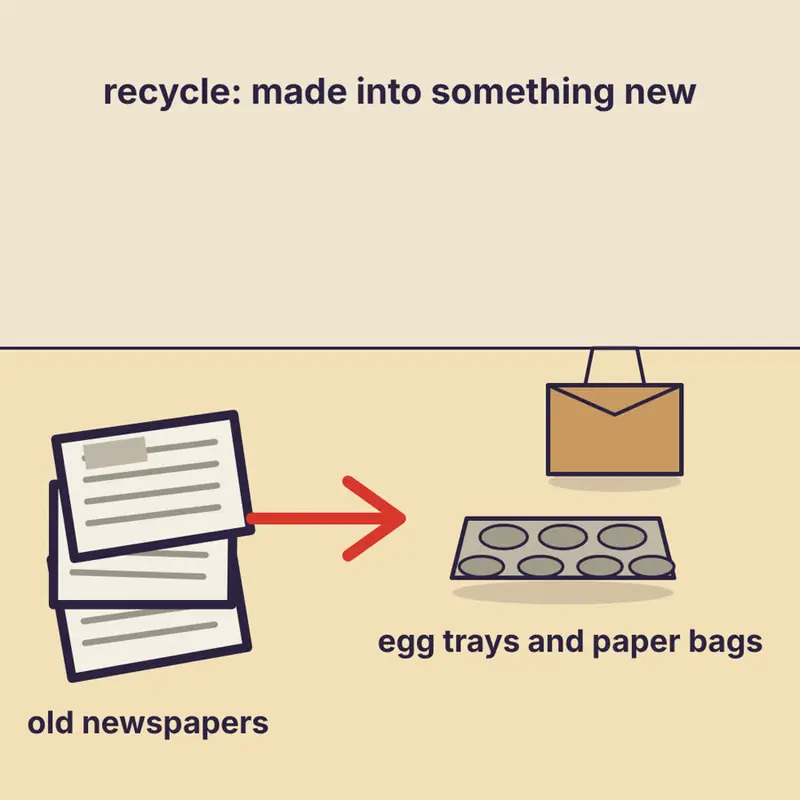 recycle: made into something new
egg trays and paper bags
old newspapers